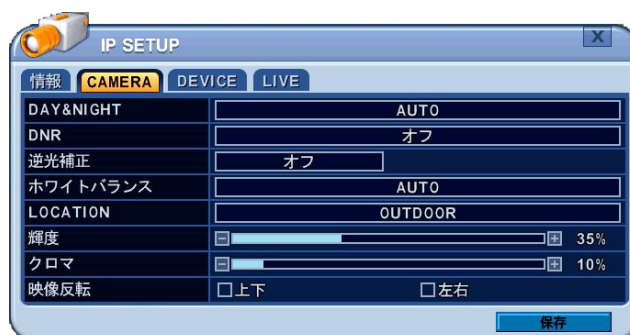 IP SETUP X
情報 CAMERA DEVICE LIVE
DAY&NIGHT AUTO
DNR オフ
逆光補正 オフ
ホワイトバランス AUTO
LOCATION OUTDOOR
輝度 35%
クロマ 10%
映像反転 上下 左右
保存